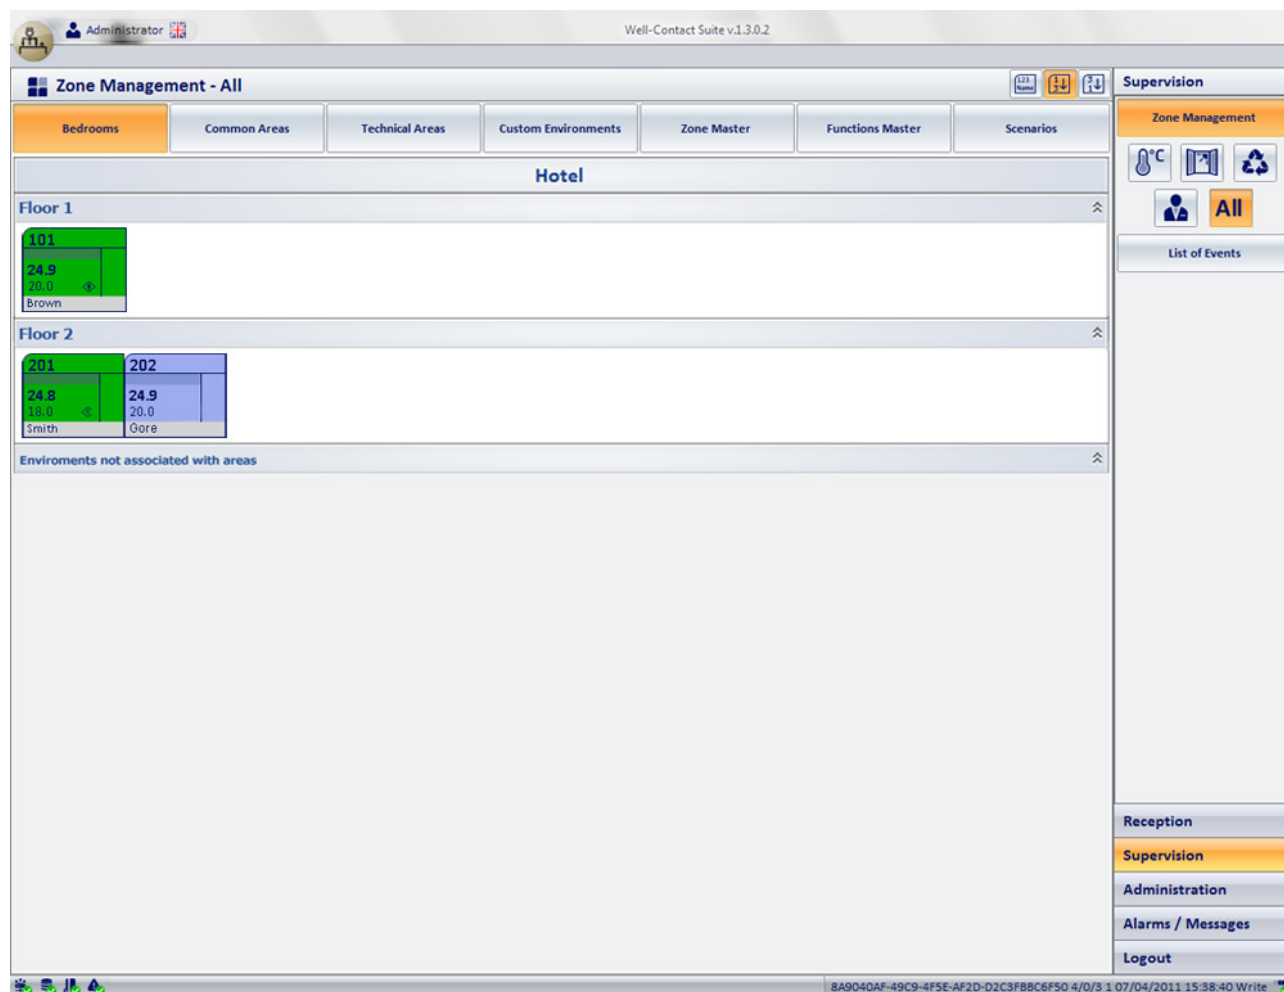 Administrator
Well-Contact Suite v.1.3.0.2
Zone Management - All
123
Name
Supervision
Bedrooms
Common Areas
Technical Areas
Custom Environments
Zone Master
Functions Master
Scenarios
Zone Management
Hotel
°C
All
List of Events
Floor 1
101
24.9
20.0
Brown
Floor 2
201
24.8
18.0
Smith
202
24.9
20.0
Gore
Enviroments not associated with areas
Reception
Supervision
Administration
Alarms / Messages
Logout
8A9040AF-49C9-4F5E-AF2D-D2C3FBBC6F50 4/0/3 1 07/04/2011 15:38:40 Write